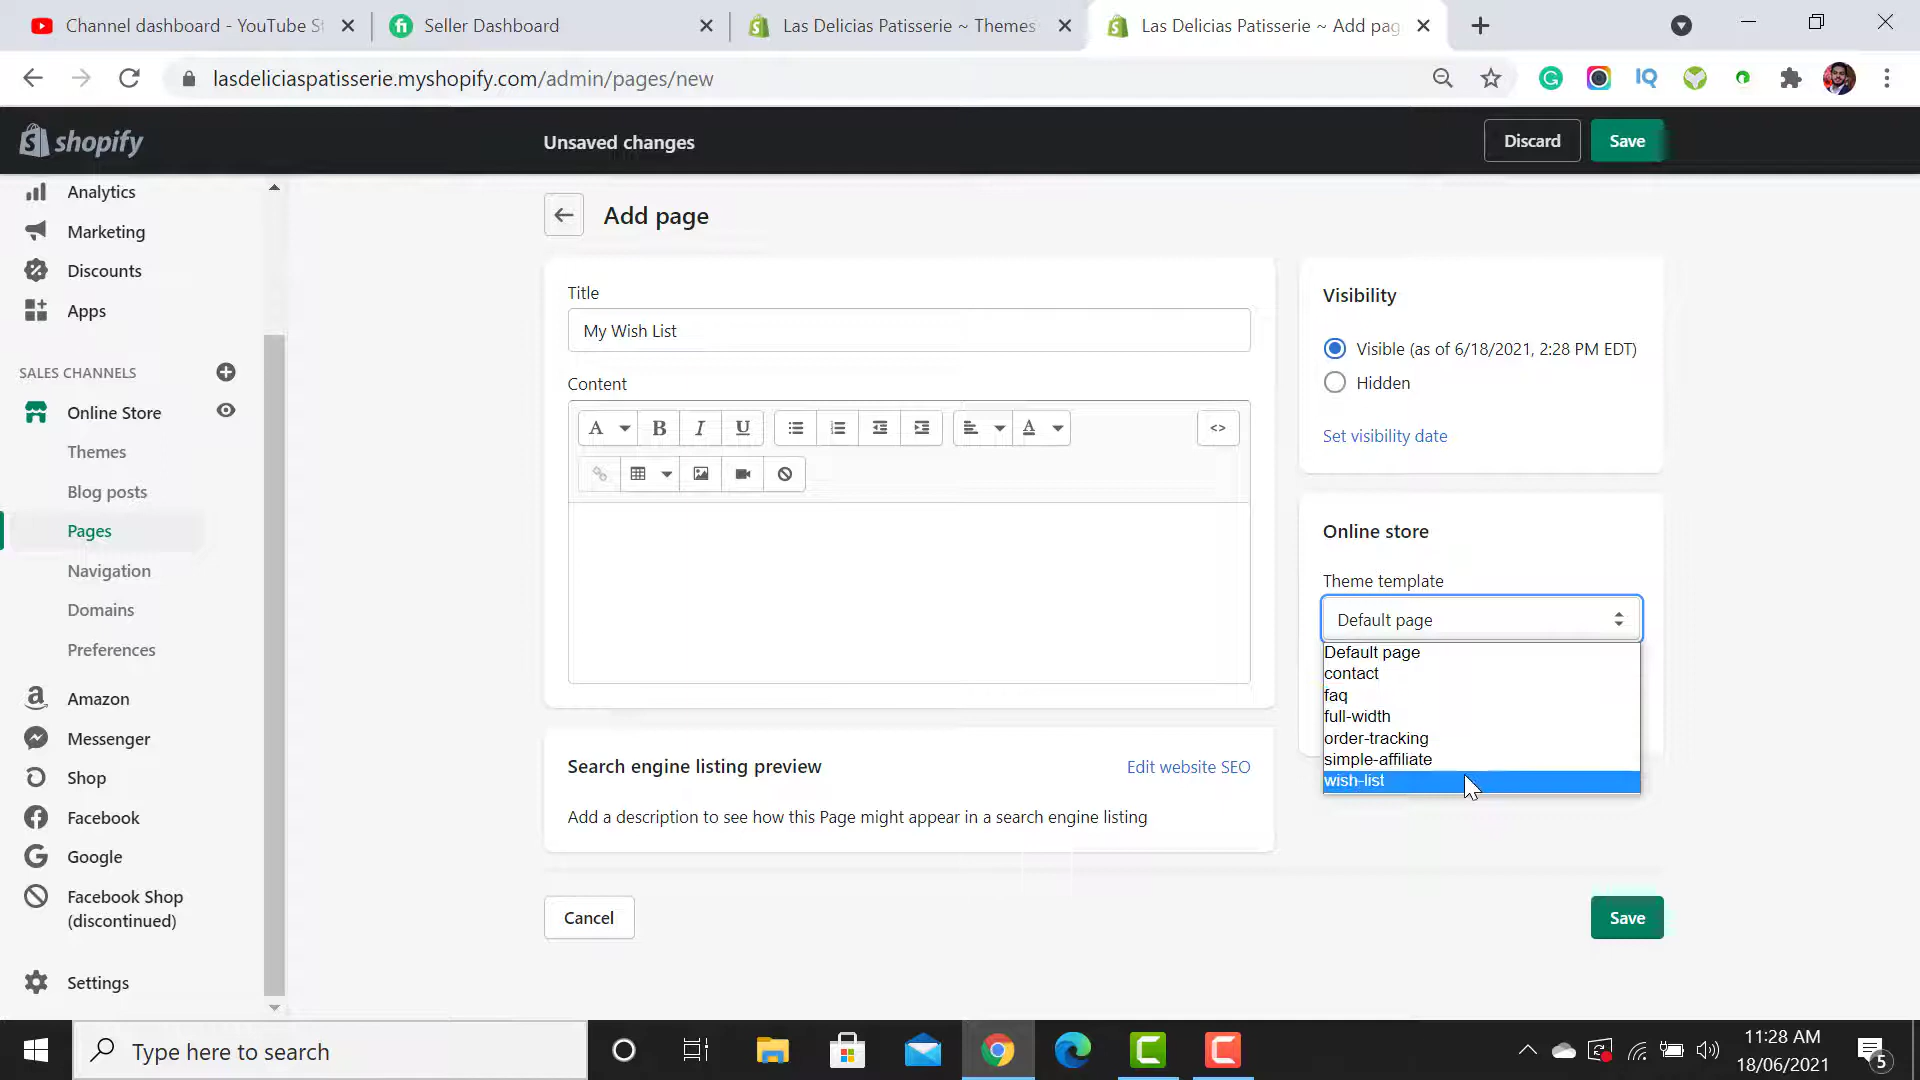 Channel dashboard - YouTube St
Seller Dashboard
Las Delicias Patisserie ~ Themes
Las Delicias Patisserie ~ Add pag
lasdeliciaspatisserie.myshopify.com/admin/pages/new
IQ
shopify
Unsaved changes
Discard
Save
Analytics
Marketing
Discounts
Apps
SALES CHANNELS
Online Store
Themes
Blog posts
Pages
Navigation
Domains
Preferences
Amazon
Messenger
Shop
Facebook
Google
Facebook Shop
(discontinued)
Settings
Add page
Title
My Wish List
Content
A B I U A <>
Search engine listing preview
Edit website SEO
Add a description to see how this Page might appear in a search engine listing
Cancel
Save
Visibility
Visible (as of 6/18/2021, 2:28 PM EDT)
Hidden
Set visibility date
Online store
Theme template
Default page
Default page
contact
faq
full-width
order-tracking
simple-affiliate
wish-list
Type here to search
11:28 AM
18/06/2021
5